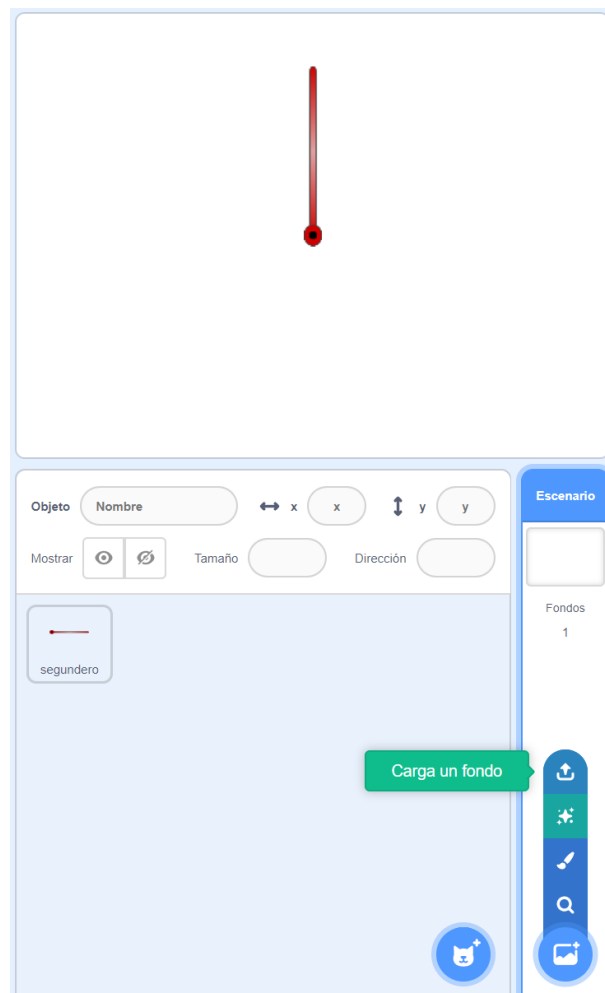 Objeto Nombre x x y y
Mostrar Tamaño Dirección
Escenario
Fondos
1
segundero
Carga un fondo